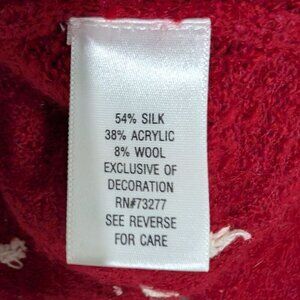 54% SILK
38% ACRYLIC
8% WOOL
EXCLUSIVE OF
DECORATION
RN#73277
SEE REVERSE
FOR CARE